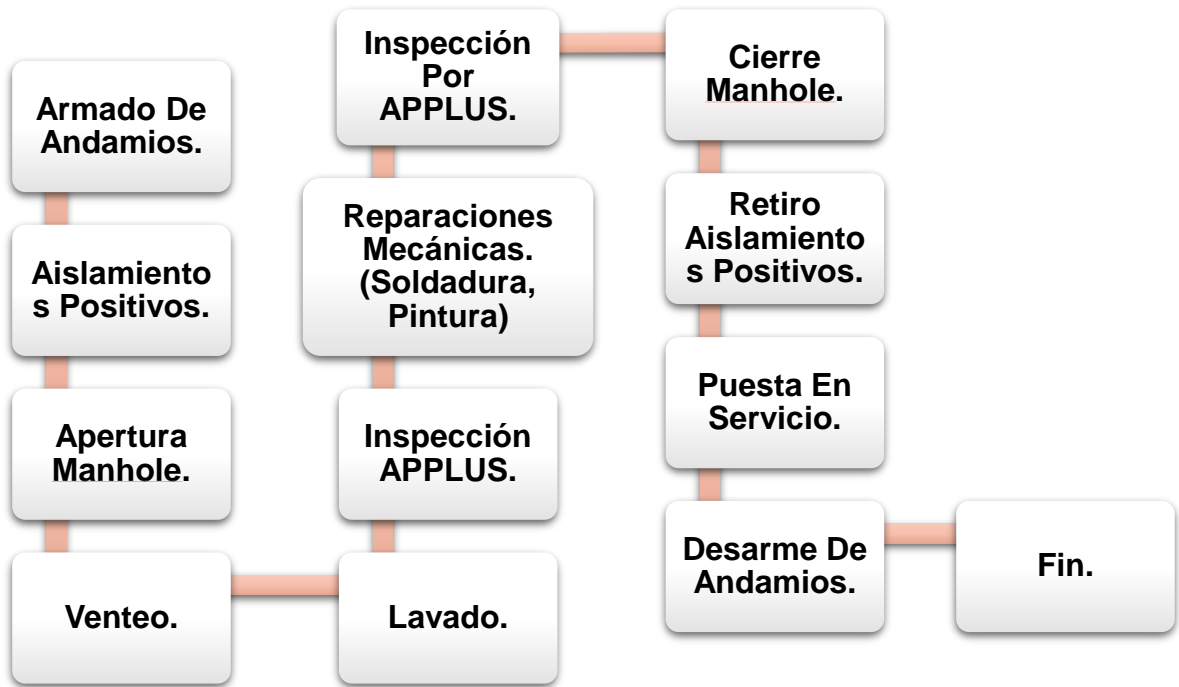 Armado De
Andamios.
Aislamiento
s Positivos.
Apertura
Manhole.
Venteo.
Lavado.
Inspección
APPLUS.
Reparaciones
Mecánicas.
(Soldadura,
Pintura)
Inspección
Por
APPLUS.
Cierre
Manhole.
Retiro
Aislamiento
s Positivos.
Puesta En
Servicio.
Desarme De
Andamios.
Fin.